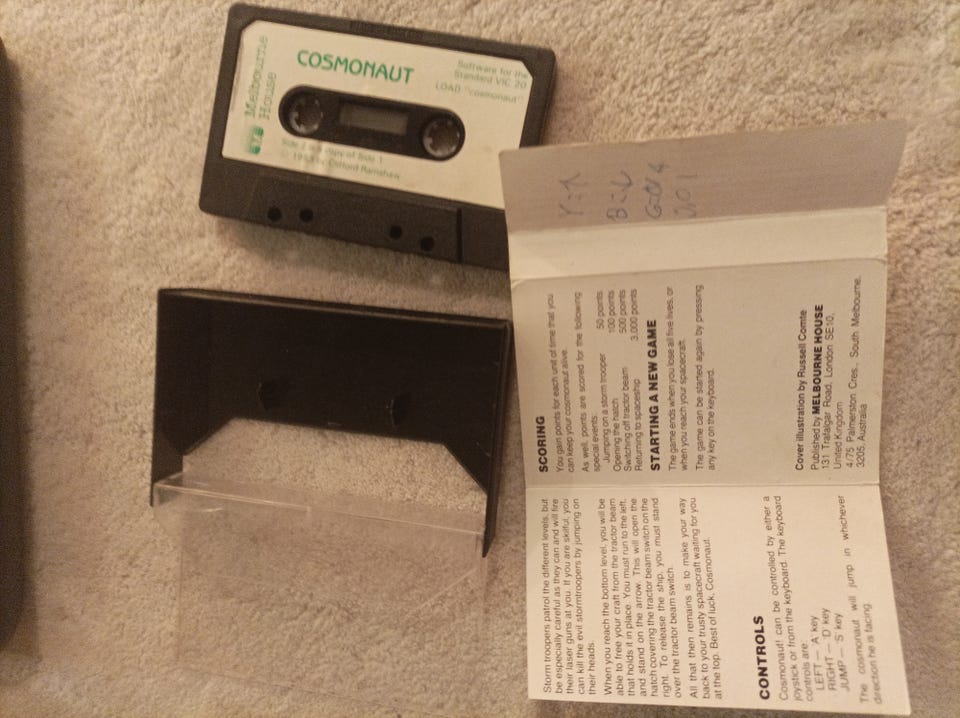 Melbourne
House
COSMONAUT
Software for the
Standard VIC 20
LOAD "cosmonaut"
Side 2 is a copy of Side 1
© 1983 by Clifford Ramshaw
Storm troopers patrol the different levels, but
be especially careful as they can and will fire
their laser guns at you. If you are skilful, you
can kill the evil stormtroopers by jumping on
their heads.
When you reach the bottom level, you will be
able to free your craft from the tractor beam
that holds it in place. You must run to the left,
and stand on the arrow. This will open the
hatch covering the tractor beam switch on the
right. To release the ship, you must stand
over the tractor beam switch.
All that then remains is to make your way
back to your trusty spacecraft waiting for you
at the top. Best of luck, Cosmonaut.
CONTROLS
Cosmonaut! can be controlled by either a
joystick or from the keyboard. The keyboard
controls are:
LEFT — A key
RIGHT — D key
JUMP — S key
The cosmonaut will jump in whichever
direction he is facing.
SCORING
You gain points for each unit of time that you
can keep your cosmonaut alive.
As well, points are scored for the following
special events:
Jumping on a storm trooper 50 points
Opening the hatch 100 points
Switching off tractor beam 500 points
Returning to spaceship 3,000 points
STARTING A NEW GAME
The game ends when you lose all five lives, or
when you reach your spacecraft.
The game can be started again by pressing
any key on the keyboard.
Cover illustration by Russell Comte
Published by MELBOURNE HOUSE
131 Trafalgar Road, London SE10,
United Kingdom
4/75 Palmerston Cres., South Melbourne,
3205, Australia